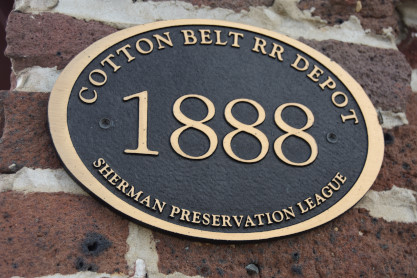 COTTON BELT RR DEPOT
1888
SHERMAN PRESERVATION LEAGUE